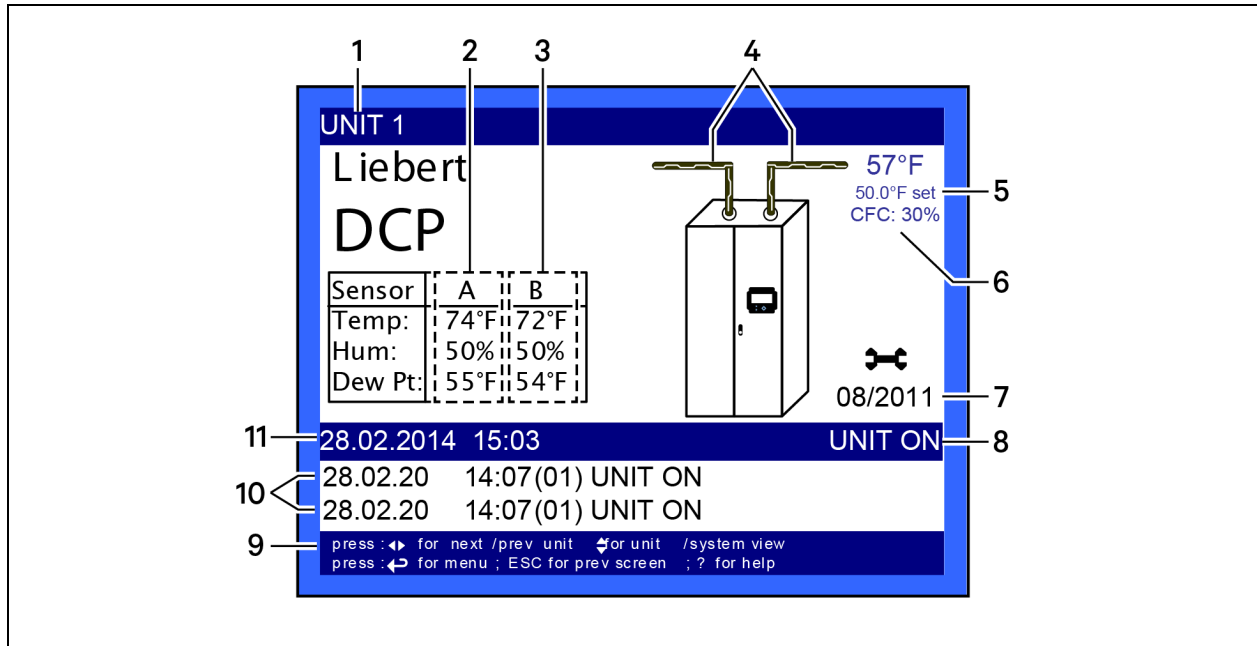 1 2 3 4
UNIT 1
Liebert
DCP
57°F
50.0°F set
CFC: 30%
5
6
Sensor A B
Temp: 74°F 72°F
Hum: 50% 50%
Dew Pt: 55°F 54°F
08/2011
7
11
28.02.2014 15:03 UNIT ON
8
10
28.02.20 14:07(01) UNIT ON
28.02.20 14:07(01) UNIT ON
9
press : for next /prev unit for unit /system view
press : for menu ; ESC for prev screen ; ? for help